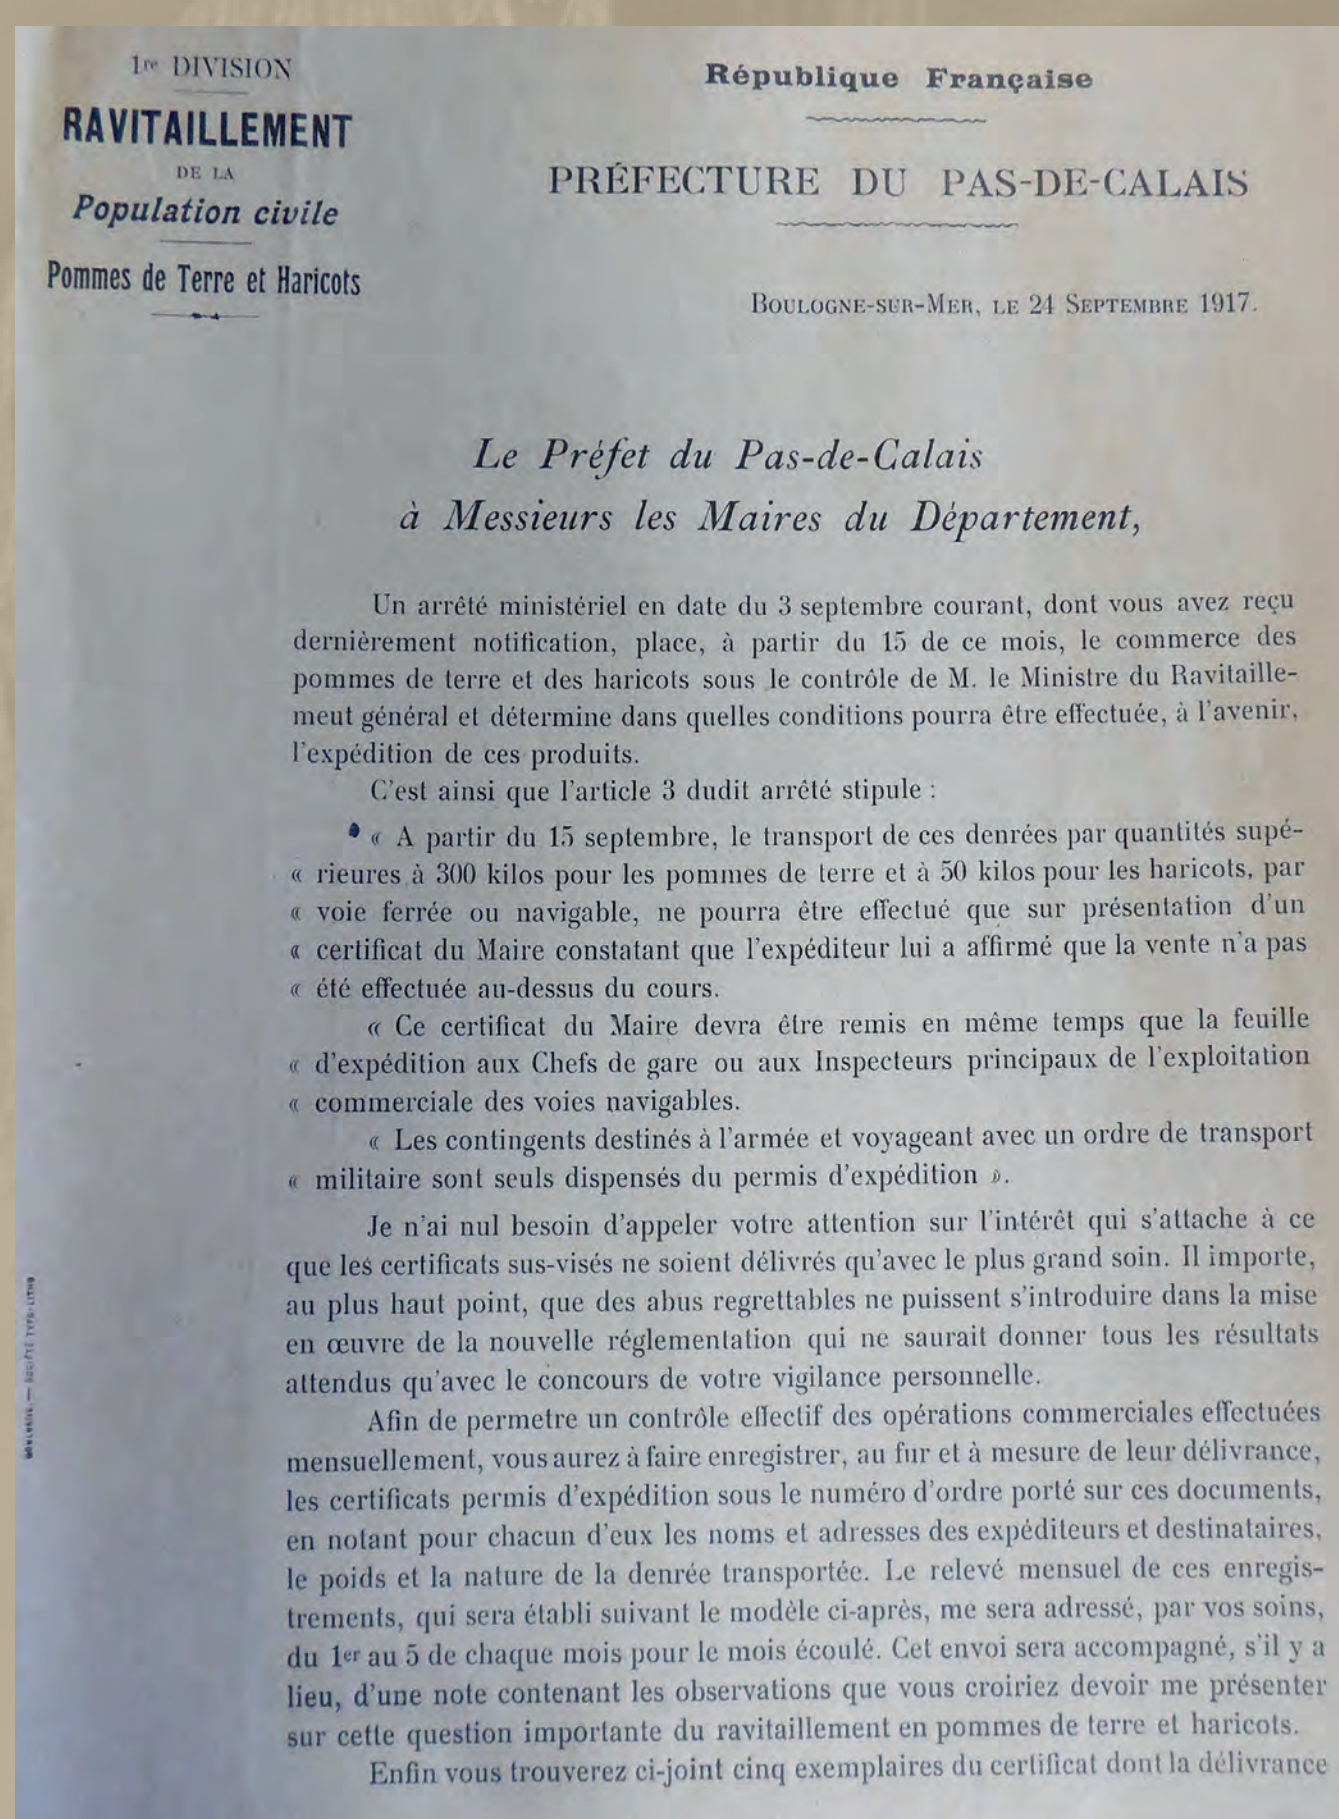 1re DIVISION
RAVITAILLEMENT
DE LA
Population civile
Pommes de Terre et Haricots
République Française
PRÉFECTURE DU PAS-DE-CALAIS
BOULOGNE-SUR-MER, LE 24 SEPTEMBRE 1917.
Le Préfet du Pas-de-Calais
à Messieurs les Maires du Département,
Un arrêté ministériel en date du 3 septembre courant, dont vous avez reçu
dernièrement notification, place, à partir du 15 de ce mois, le commerce des
pommes de terre et des haricots sous le contrôle de M. le Ministre du Ravitaille-
ment général et détermine dans quelles conditions pourra être effectuée, à l'avenir,
l'expédition de ces produits.
C'est ainsi que l'article 3 dudit arrêté stipule :
« A partir du 15 septembre, le transport de ces denrées par quantités supé-
« rieures à 300 kilos pour les pommes de terre et à 50 kilos pour les haricots, par
« voie ferrée ou navigable, ne pourra être effectué que sur présentation d'un
« certificat du Maire constatant que l'expéditeur lui a affirmé que la vente n'a pas
« été effectuée au-dessus du cours.
« Ce certificat du Maire devra être remis en même temps que la feuille
« d'expédition aux Chefs de gare ou aux Inspecteurs principaux de l'exploitation
« commerciale des voies navigables.
« Les contingents destinés à l'armée et voyageant avec un ordre de transport
« militaire sont seuls dispensés du permis d'expédition ».
Je n'ai nul besoin d'appeler votre attention sur l'intérêt qui s'attache à ce
que les certificats sus-visés ne soient délivrés qu'avec le plus grand soin. Il importe,
au plus haut point, que des abus regrettables ne puissent s'introduire dans la mise
en œuvre de la nouvelle réglementation qui ne saurait donner tous les résultats
attendus qu'avec le concours de votre vigilance personnelle.
Afin de permetre un contrôle effectif des opérations commerciales effectuées
mensuellement, vous aurez à faire enregistrer, au fur et à mesure de leur délivrance,
les certificats permis d'expédition sous le numéro d'ordre porté sur ces documents,
en notant pour chacun d'eux les noms et adresses des expéditeurs et destinataires,
le poids et la nature de la denrée transportée. Le relevé mensuel de ces enregis-
trements, qui sera établi suivant le modèle ci-après, me sera adressé, par vos soins,
du 1er au 5 de chaque mois pour le mois écoulé. Cet envoi sera accompagné, s'il y a
lieu, d'une note contenant les observations que vous croiriez devoir me présenter
sur cette question importante du ravitaillement en pommes de terre et haricots.
Enfin vous trouverez ci-joint cinq exemplaires du certificat dont la délivrance
BOULOGNE. — SOCIÉTÉ TYPO-LITHO